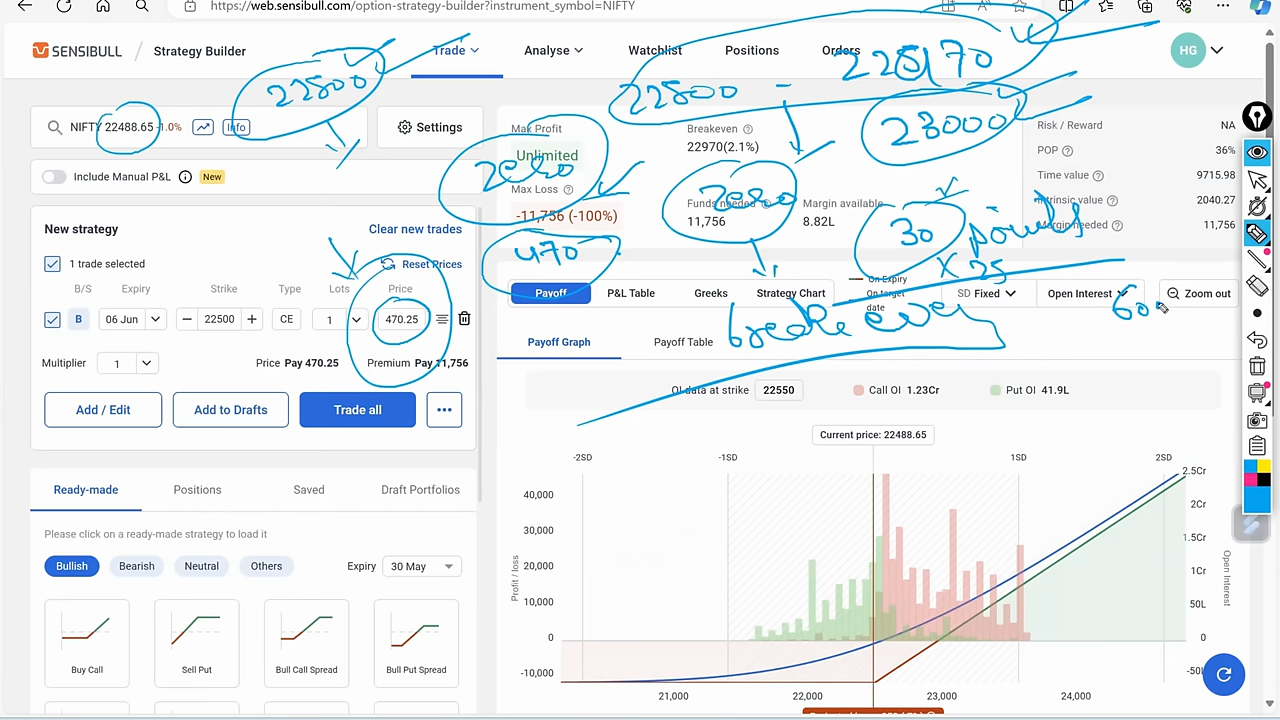 https://web.sensibull.com/option-strategy-builder?instrument_symbol=NIFTY
SENSIBULL Strategy Builder Trade Analyse Watchlist Positions Orders HG
22500
22500 - 225170
23000
NIFTY 22488.65 -1.0% Info Settings
Include Manual P&L New
Max Profit
Unlimited
Max Loss
-11,756 (-100%)
Breakeven
22970(2.1%)
Funds needed
11,756
Margin available
8.82L
Risk / Reward NA
POP 36%
Time value 9715.98
Intrinsic value 2040.27
Margin needed 11,756
470
30 points
X 25
break even
New strategy Clear new trades
1 trade selected Reset Prices
B/S Expiry Strike Type Lots Price
B 06 Jun 22500 CE 1 470.25
Multiplier 1 Price Pay 470.25 Premium Pay 11,756
Add / Edit Add to Drafts Trade all
Payoff P&L Table Greeks Strategy Chart
On Expiry
On target date
SD Fixed Open Interest Zoom out
Payoff Graph Payoff Table
OI data at strike 22550 Call OI 1.23Cr Put OI 41.9L
Current price: 22488.65
-2SD -1SD 1SD 2SD
40,000
30,000
20,000
10,000
0
-10,000
Profit / loss
2.5Cr
2Cr
1.5Cr
1Cr
50L
0
-50L
Open Interest
21,000 22,000 23,000 24,000
Ready-made Positions Saved Draft Portfolios
Please click on a ready-made strategy to load it
Bullish Bearish Neutral Others Expiry 30 May
Buy Call Sell Put Bull Call Spread Bull Put Spread